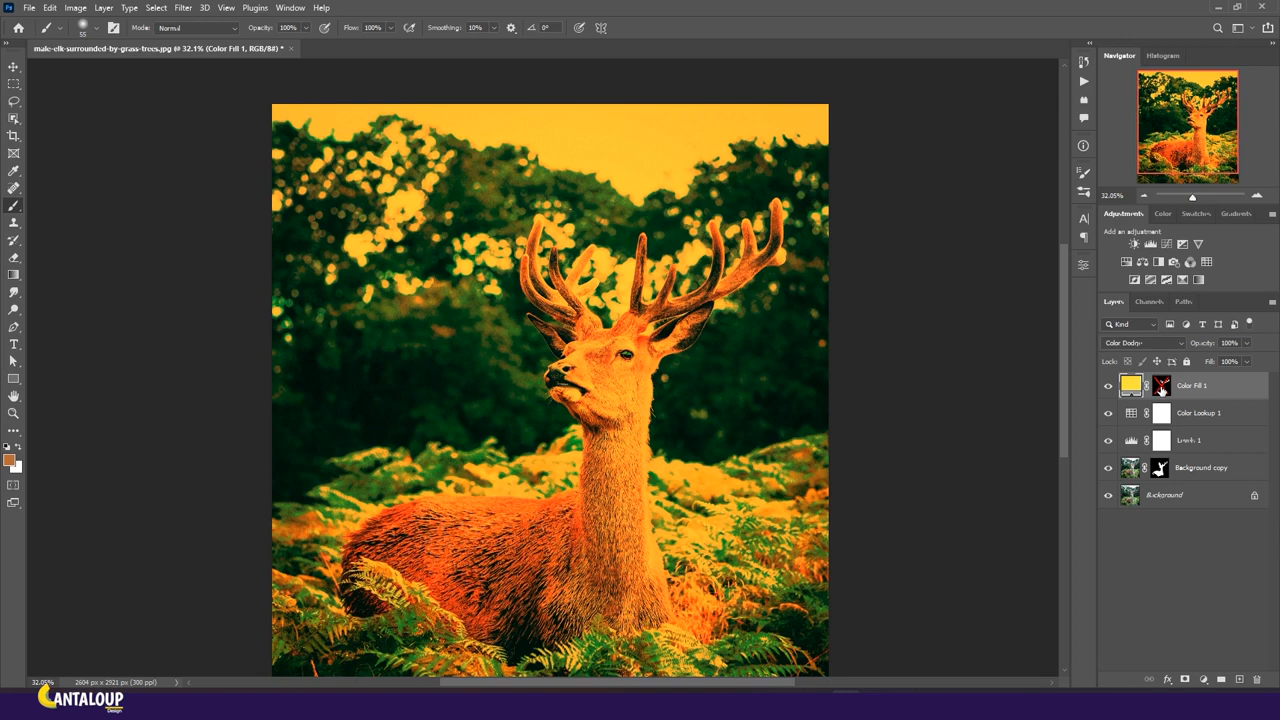 Ps File Edit Image Layer Type Select Filter 3D View Plugins Window Help
55 Mode: Normal Opacity: 100% Flow: 100% Smoothing: 10% 0°
male-elk-surrounded-by-grass-trees.jpg @ 32.1% (Color Fill 1, RGB/8#) * ×
Navigator Histogram
32.05%
Adjustments Color Swatches Gradients
Add an adjustment
Layers Channels Paths
Kind
Color Dodge Opacity: 100%
Lock: Fill: 100%
Color Fill 1
Color Lookup 1
Levels 1
Background copy
Background
32.05% 2604 px x 2921 px (300 ppi)
CANTALOUP
Design